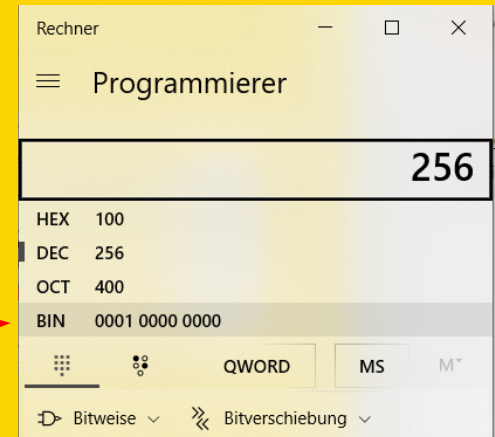 Rechner
Programmierer
256
HEX 100
DEC 256
OCT 400
BIN 0001 0000 0000
QWORD MS M
Bitweise Bitverschiebung